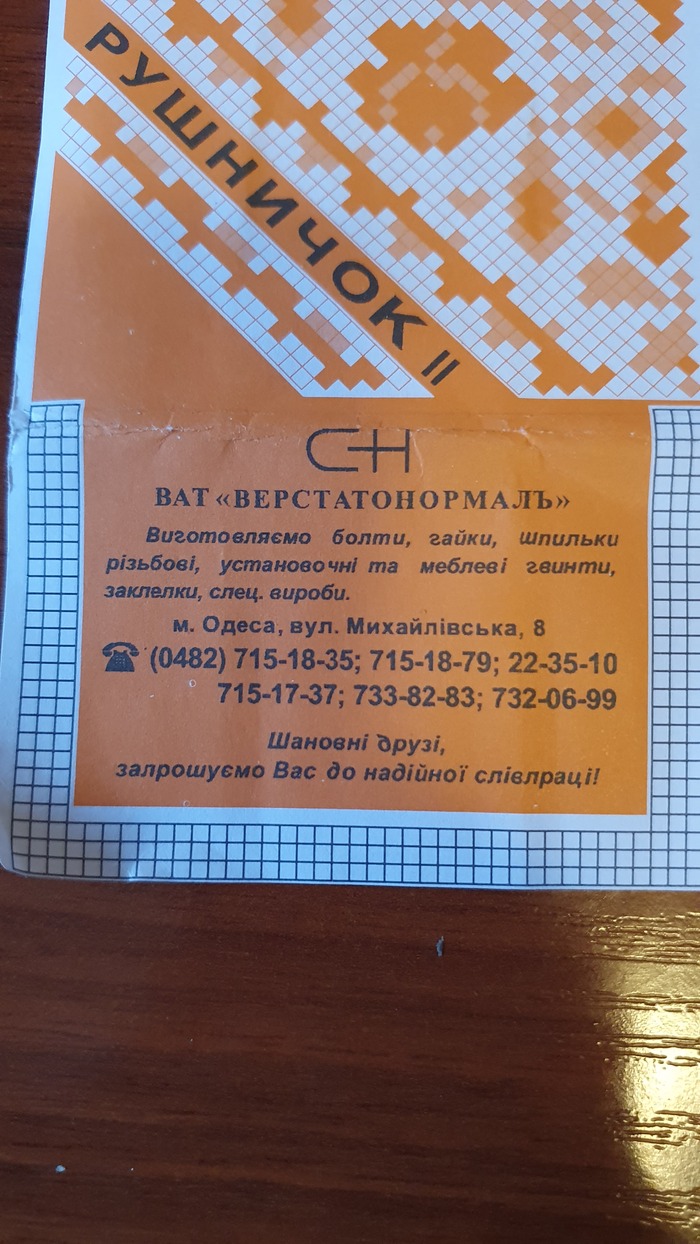 РУШНИЧОК II
СН
ВАТ «ВЕРСТАТОНОРМАЛЪ»
Виготовляємо болти, гайки, шпильки
різьбові, установочні та меблеві гвинти,
заклепки, спец. вироби.
м. Одеса, вул. Михайлівська, 8
(0482) 715-18-35; 715-18-79; 22-35-10
715-17-37; 733-82-83; 732-06-99
Шановні друзі,
запрошуємо Вас до надійної співпраці!